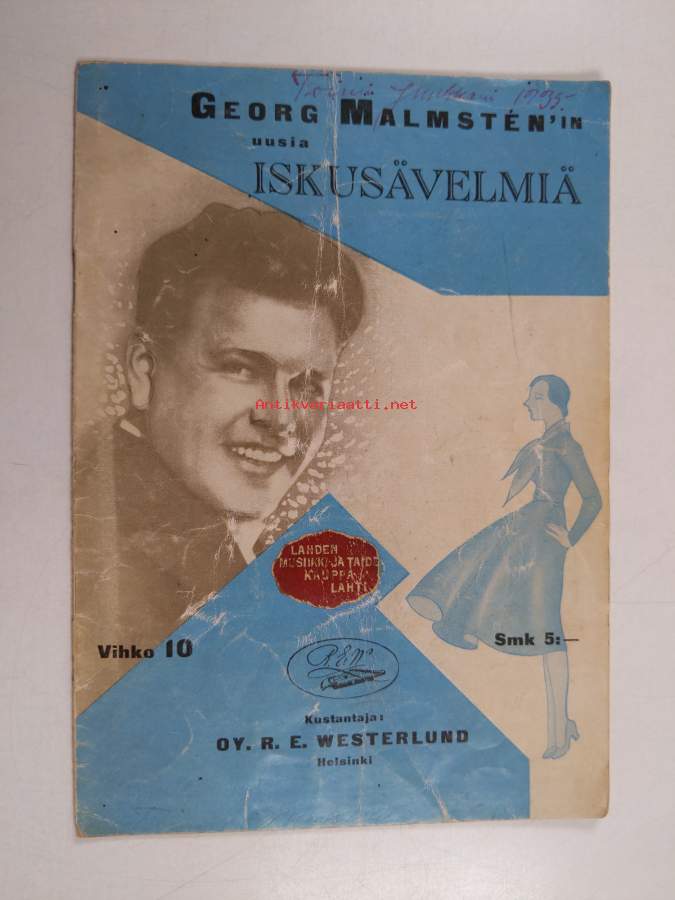 1935
GEORG MALMSTÉN'IN
uusia
ISKUSÄVELMIÄ
Antikvariaatti.net
LAHDEN
MUSIIKKI-JA TAIDE
KAUPPA
LAHTI
Vihko 10
Smk 5:—
R.E.W.
Kustantaja:
OY. R. E. WESTERLUND
Helsinki